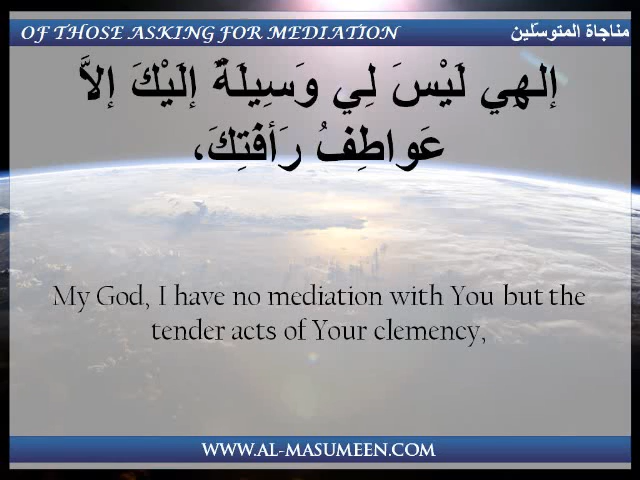 OF THOSE ASKING FOR MEDIATION
مناجاة المتوسّلين
إلهِي لَيْسَ لِي وَسِيلَةٌ إلَيْكَ إلاَّ
عَواطِفُ رَأفَتِكَ،
My God, I have no mediation with You but the
tender acts of Your clemency,
WWW.AL-MASUMEEN.COM